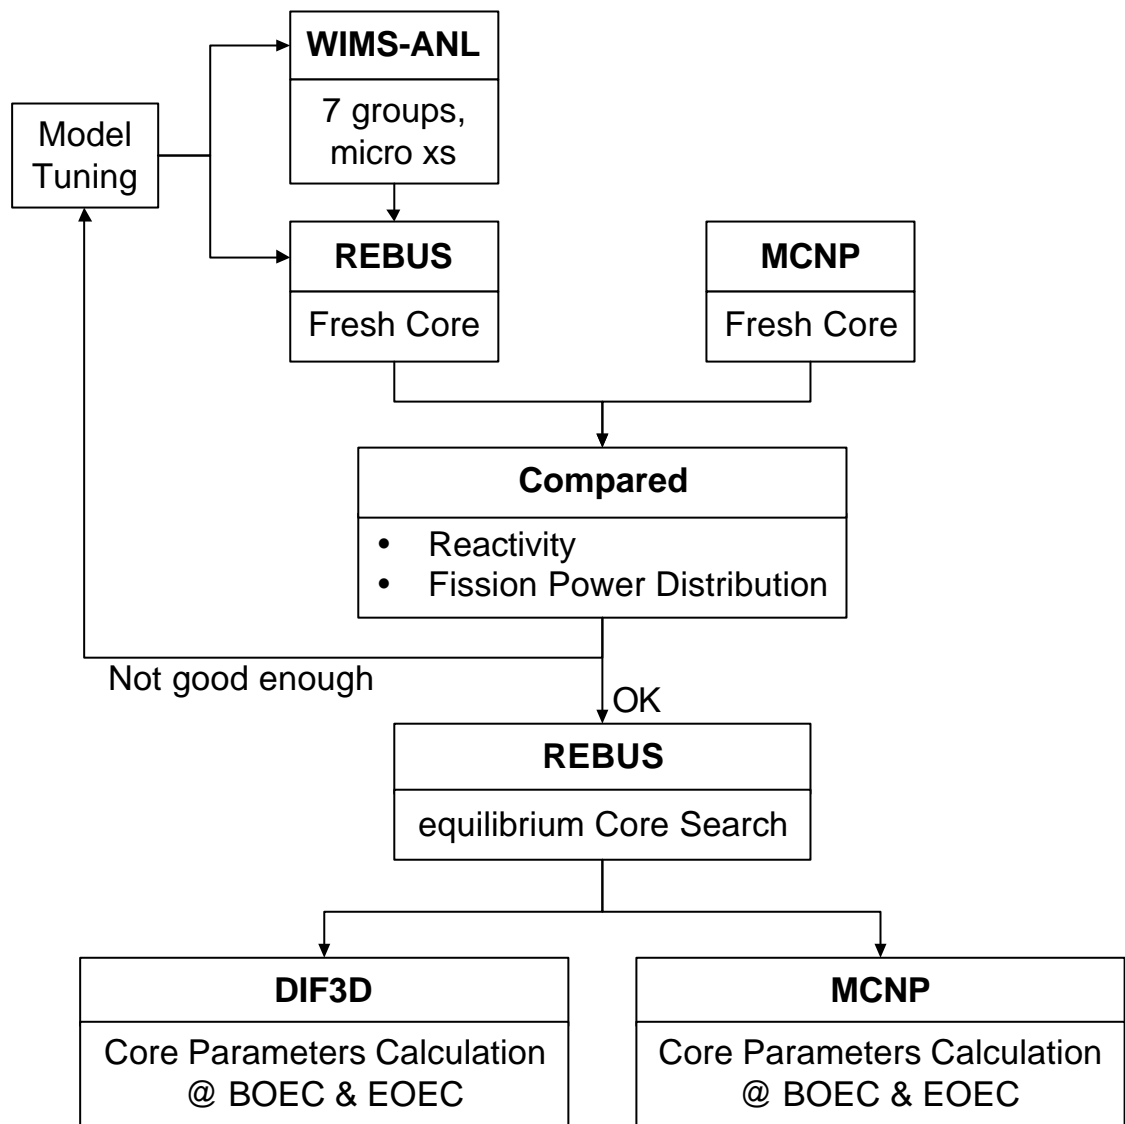 WIMS-ANL
7 groups,
micro xs
Model
Tuning
REBUS
Fresh Core
MCNP
Fresh Core
Compared
• Reactivity
• Fission Power Distribution
Not good enough
OK
REBUS
equilibrium Core Search
DIF3D
Core Parameters Calculation
@ BOEC & EOEC
MCNP
Core Parameters Calculation
@ BOEC & EOEC